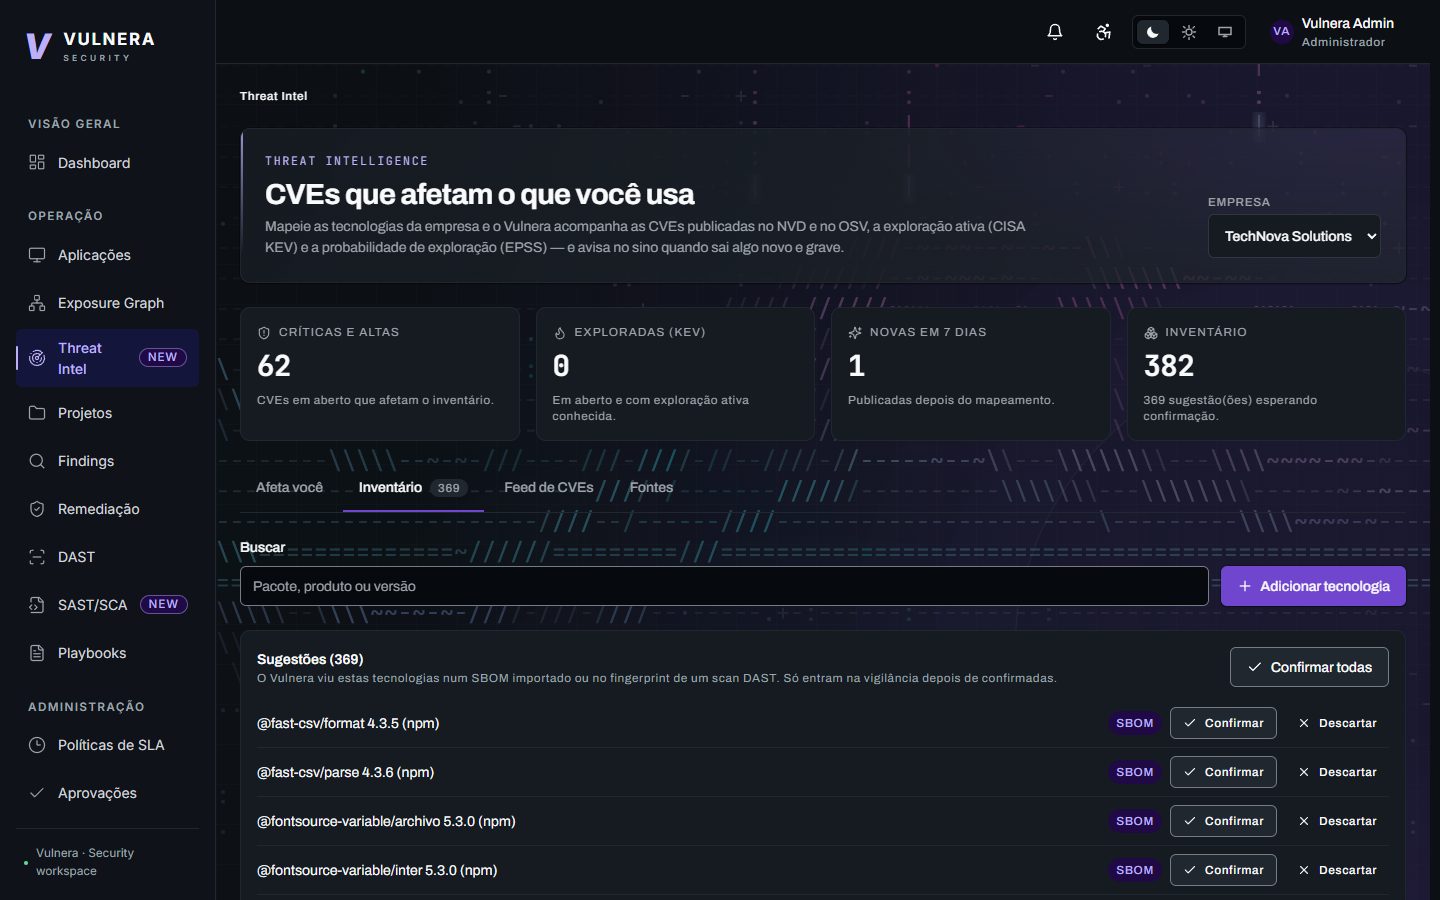 VULNERA
SECURITY
VISÃO GERAL
Dashboard
OPERAÇÃO
Aplicações
Exposure Graph
Threat Intel
NEW
Projetos
Findings
Remediação
DAST
SAST/SCA
NEW
Playbooks
ADMINISTRAÇÃO
Políticas de SLA
Aprovações
Vulnera · Security
workspace
VA
Vulnera Admin
Administrador
Threat Intel
THREAT INTELLIGENCE
CVEs que afetam o que você usa
Mapeie as tecnologias da empresa e o Vulnera acompanha as CVEs publicadas no NVD e no OSV, a exploração ativa (CISA
KEV) e a probabilidade de exploração (EPSS) — e avisa no sino quando sai algo novo e grave.
EMPRESA
TechNova Solutions
CRÍTICAS E ALTAS
62
CVEs em aberto que afetam o inventário.
EXPLORADAS (KEV)
0
Em aberto e com exploração ativa
conhecida.
NOVAS EM 7 DIAS
1
Publicadas depois do mapeamento.
INVENTÁRIO
382
369 sugestão(ões) esperando
confirmação.
Afeta você
Inventário 369
Feed de CVEs
Fontes
Buscar
Pacote, produto ou versão
Adicionar tecnologia
Sugestões (369)
O Vulnera viu estas tecnologias num SBOM importado ou no fingerprint de um scan DAST. Só entram na vigilância depois de confirmadas.
Confirmar todas
@fast-csv/format 4.3.5 (npm) SBOM Confirmar Descartar
@fast-csv/parse 4.3.6 (npm) SBOM Confirmar Descartar
@fontsource-variable/archivo 5.3.0 (npm) SBOM Confirmar Descartar
@fontsource-variable/inter 5.3.0 (npm) SBOM Confirmar Descartar